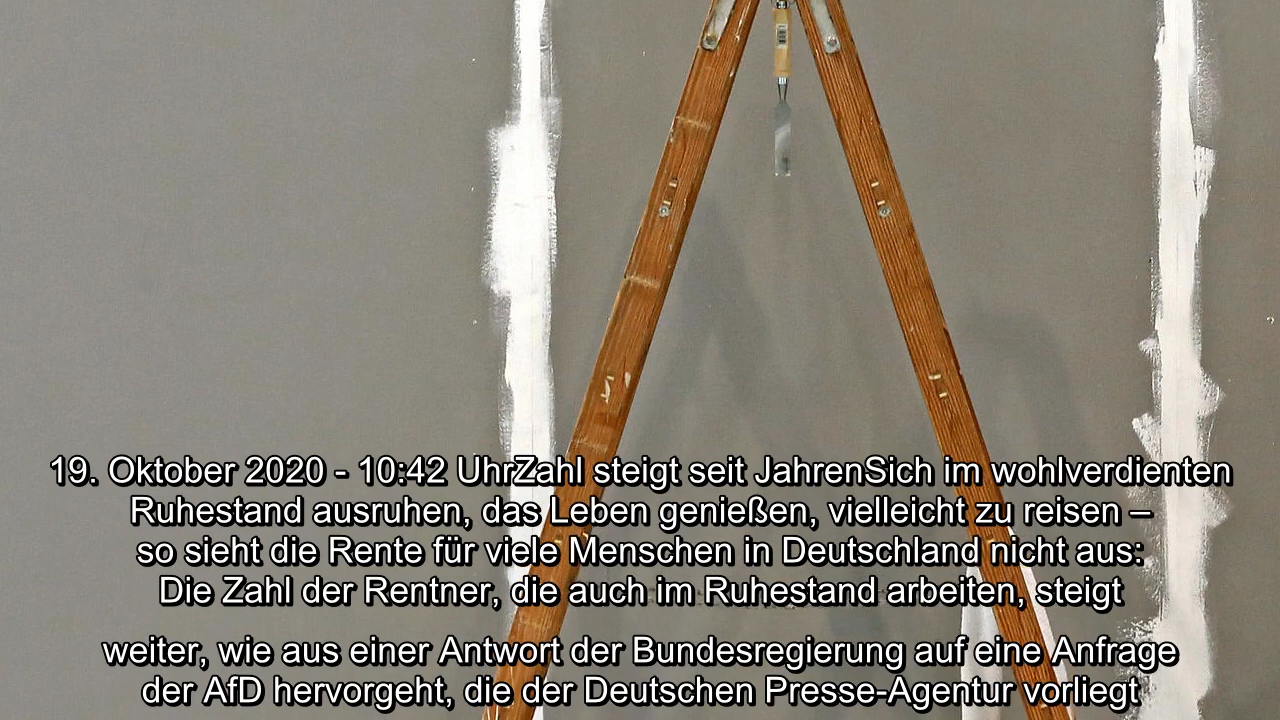 19. Oktober 2020 - 10:42 UhrZahl steigt seit JahrenSich im wohlverdienten
Ruhestand ausruhen, das Leben genießen, vielleicht zu reisen –
so sieht die Rente für viele Menschen in Deutschland nicht aus:
Die Zahl der Rentner, die auch im Ruhestand arbeiten, steigt
weiter, wie aus einer Antwort der Bundesregierung auf eine Anfrage
der AfD hervorgeht, die der Deutschen Presse-Agentur vorliegt